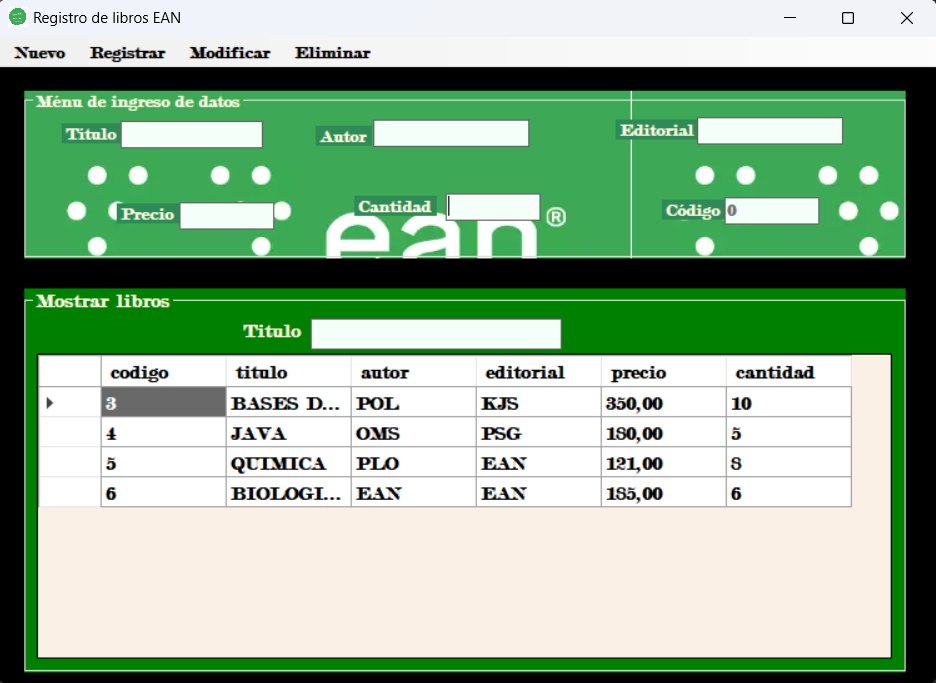 Registro de libros EAN
Nuevo Registrar Modificar Eliminar
Ménu de ingreso de datos
Titulo Autor Editorial
Precio Cantidad Código 0
ean®
Mostrar libros
Titulo
codigo titulo autor editorial precio cantidad
3 BASES D... POL KJS 350,00 10
4 JAVA OMS PSG 180,00 5
5 QUIMICA PLO EAN 121,00 8
6 BIOLOGI... EAN EAN 185,00 6